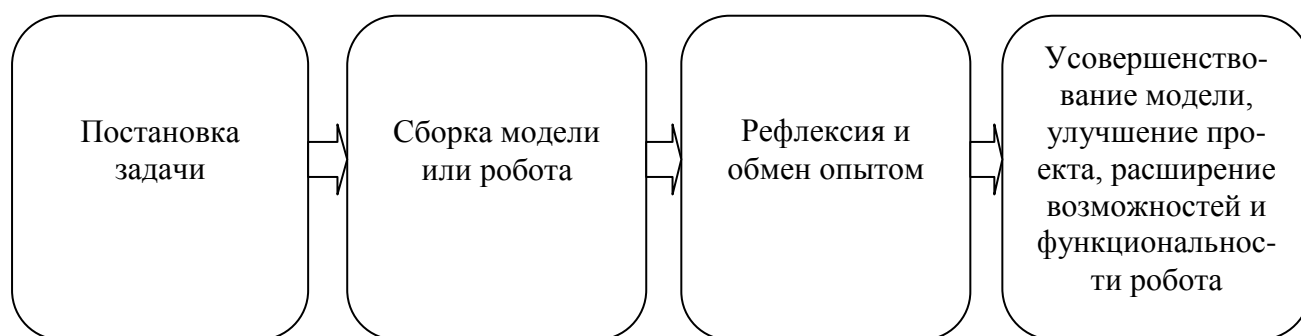 Постановка
задачи
Сборка модели
или робота
Рефлексия и
обмен опытом
Усовершенство-
вание модели,
улучшение про-
екта, расширение
возможностей и
функциональнос-
ти робота